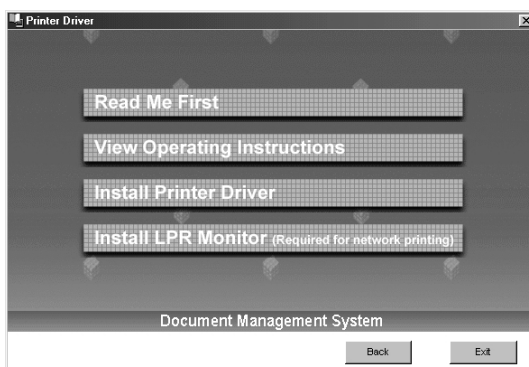 Printer Driver
Read Me First
View Operating Instructions
Install Printer Driver
Install LPR Monitor (Required for network printing)
Document Management System
Back Exit